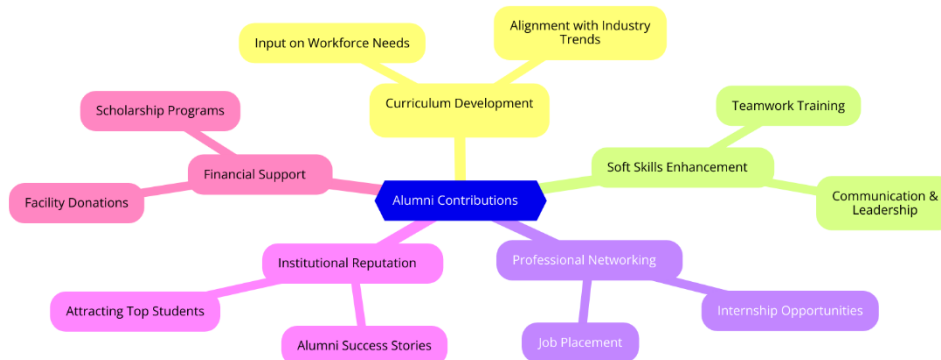 Alignment with Industry
Trends
Input on Workforce Needs
Curriculum Development
Scholarship Programs
Teamwork Training
Financial Support
Soft Skills Enhancement
Facility Donations
Alumni Contributions
Communication &
Leadership
Institutional Reputation
Professional Networking
Attracting Top Students
Internship Opportunities
Alumni Success Stories
Job Placement